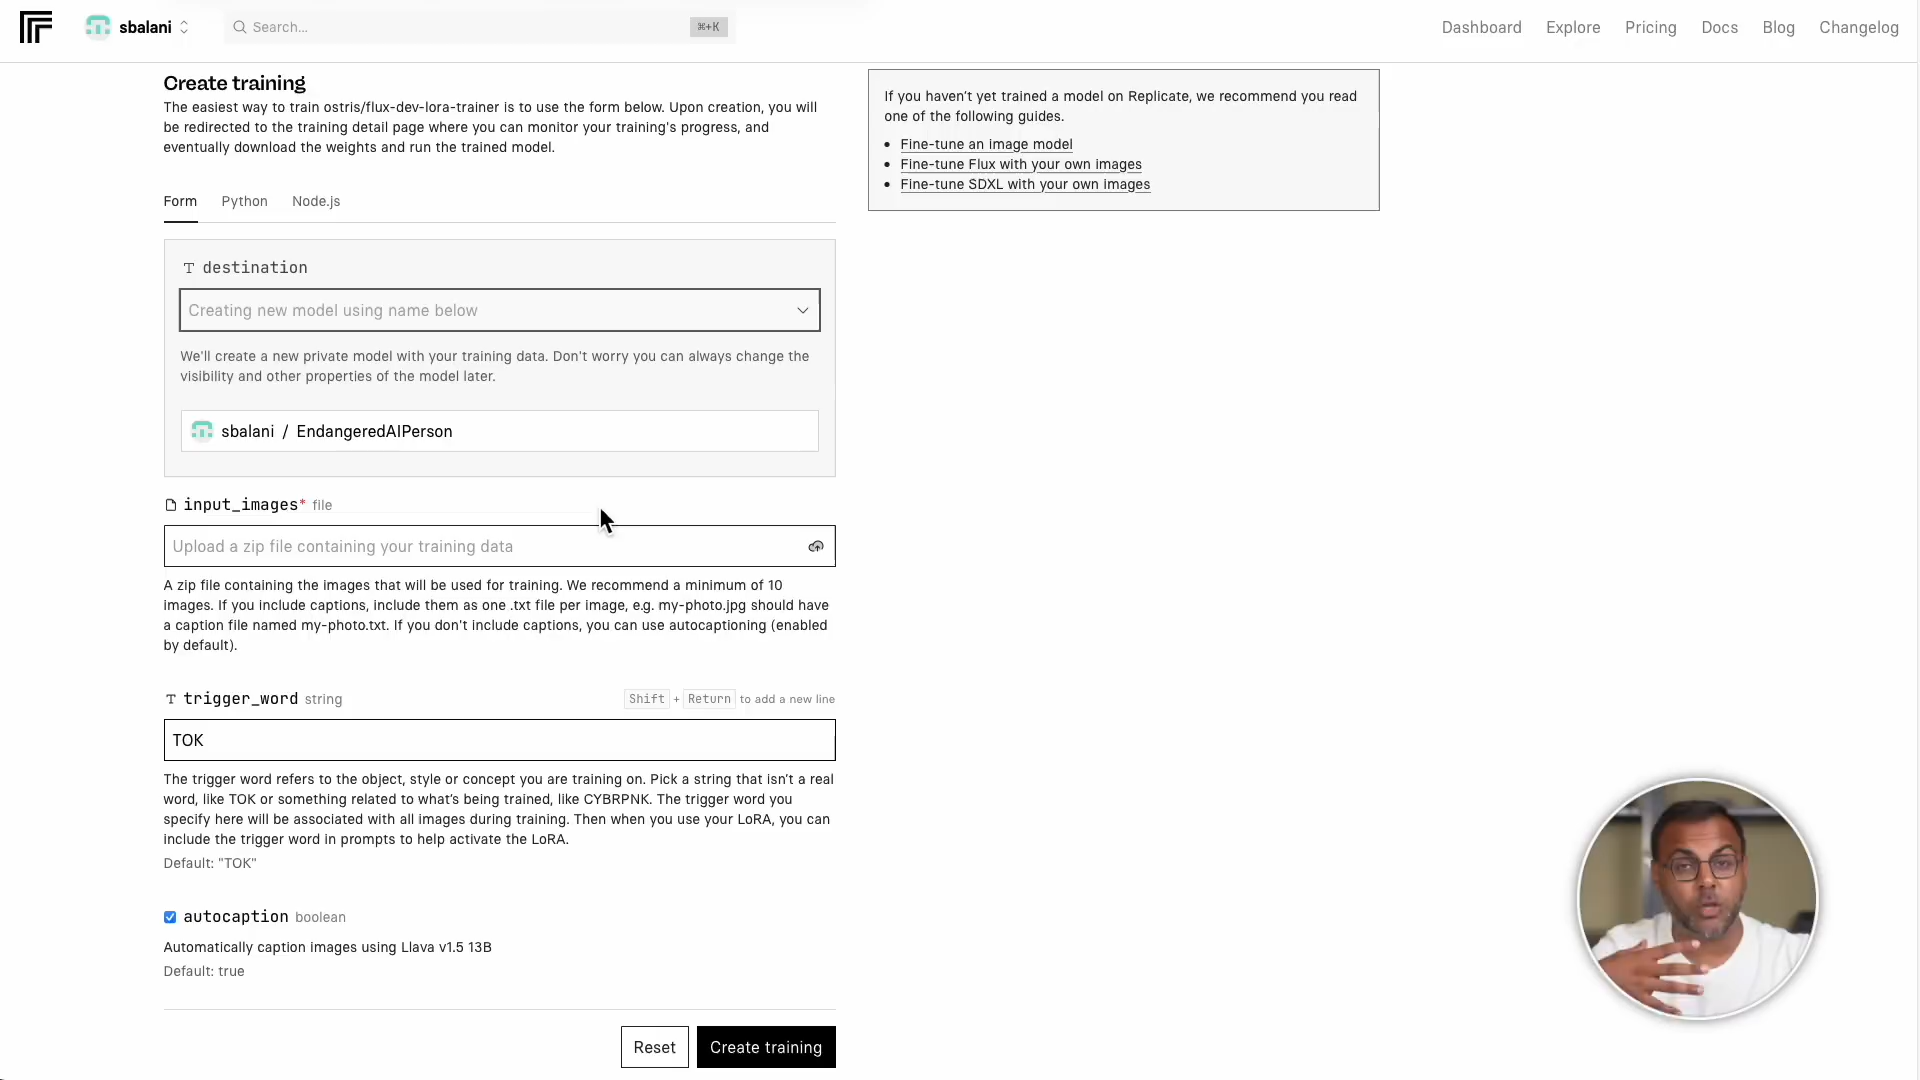 sbalani
Search...
⌘+K
Dashboard
Explore
Pricing
Docs
Blog
Changelog
Create training
The easiest way to train ostris/flux-dev-lora-trainer is to use the form below. Upon creation, you will
be redirected to the training detail page where you can monitor your training's progress, and
eventually download the weights and run the trained model.
Form
Python
Node.js
destination
Creating new model using name below
We'll create a new private model with your training data. Don't worry you can always change the
visibility and other properties of the model later.
sbalani / EndangeredAIPerson
input_images* file
Upload a zip file containing your training data
A zip file containing the images that will be used for training. We recommend a minimum of 10
images. If you include captions, include them as one .txt file per image, e.g. my-photo.jpg should have
a caption file named my-photo.txt. If you don't include captions, you can use autocaptioning (enabled
by default).
trigger_word string
Shift + Return to add a new line
TOK
The trigger word refers to the object, style or concept you are training on. Pick a string that isn't a real
word, like TOK or something related to what's being trained, like CYBRPNK. The trigger word you
specify here will be associated with all images during training. Then when you use your LoRA, you can
include the trigger word in prompts to help activate the LoRA.
Default: "TOK"
autocaption boolean
Automatically caption images using Llava v1.5 13B
Default: true
Reset
Create training
If you haven't yet trained a model on Replicate, we recommend you read
one of the following guides.
Fine-tune an image model
Fine-tune Flux with your own images
Fine-tune SDXL with your own images